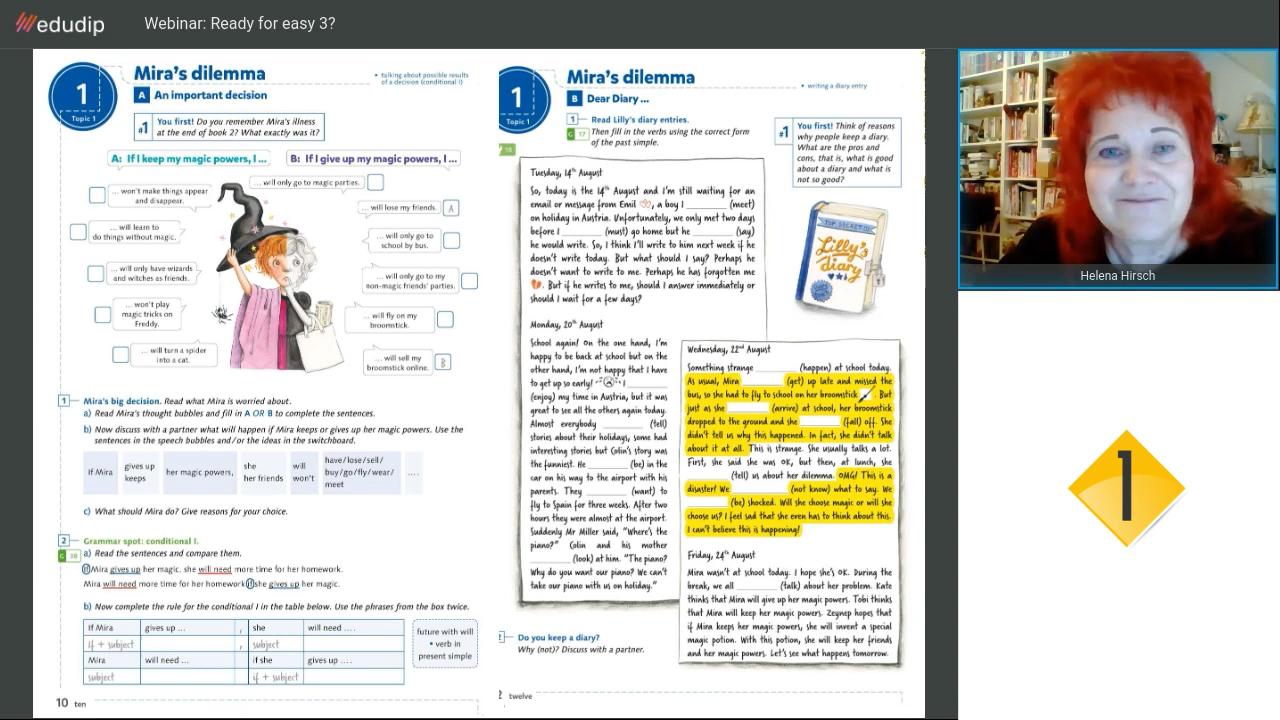 edudip
Webinar: Ready for easy 3?
1
Topic 1
Mira's dilemma
A An important decision
• talking about possible results
of a decision (conditional I)
#1 You first! Do you remember Mira's illness
at the end of book 2? What exactly was it?
A: If I keep my magic powers, I ...
B: If I give up my magic powers, I ...
... won't make things appear
and disappear.
... will only go to magic parties.
... will lose my friends. A
... will learn to
do things without magic.
... will only go to
school by bus.
... will only have wizards
and witches as friends.
... will only go to my
non-magic friends' parties.
... won't play
magic tricks on
Freddy.
... will fly on my
broomstick.
... will turn a spider
into a cat.
... will sell my
broomstick online. B
1 Mira's big decision. Read what Mira is worried about.
a) Read Mira's thought bubbles and fill in A OR B to complete the sentences.
b) Now discuss with a partner what will happen if Mira keeps or gives up her magic powers. Use the
sentences in the speech bubbles and/or the ideas in the switchboard.
If Mira
gives up
keeps
her magic powers,
she
her friends
will
won't
have/lose/sell/
buy/go/fly/wear/
meet
....
c) What should Mira do? Give reasons for your choice.
2 Grammar spot: conditional I.
G 38 a) Read the sentences and compare them.
If Mira gives up her magic, she will need more time for her homework.
Mira will need more time for her homework if she gives up her magic.
b) Now complete the rule for the conditional I in the table below. Use the phrases from the box twice.
If Mira gives up ... , she will need ....
if + subject , subject
Mira will need ... if she gives up ....
subject if + subject
future with will
• verb in
present simple
10 ten
1
Topic 1
Mira's dilemma
B Dear Diary ...
• writing a diary entry
1 Read Lilly's diary entries.
G 17 Then fill in the verbs using the correct form
of the past simple.
#1 You first! Think of reasons
why people keep a diary.
What are the pros and
cons, that is, what is good
about a diary and what is
not so good?
Tuesday, 14th August
So, today is the 14th August and I'm still waiting for an
email or message from Emil, a boy I ________ (meet)
on holiday in Austria. Unfortunately, we only met two days
before I ________ (must) go home but he ________ (say)
he would write. So, I think I'll write to him next week if he
doesn't write today. But what should I say? Perhaps he
doesn't want to write to me. Perhaps he has forgotten me
. But if he writes to me, should I answer immediately or
should I wait for a few days?
TOP SECRET
Lilly's
diary
Monday, 20th August
School again! On the one hand, I'm
happy to be back at school but on the
other hand, I'm not happy that I have
to get up so early! I ________
(enjoy) my time in Austria, but it was
great to see all the others again today.
Almost everybody ________ (tell)
stories about their holidays, some had
interesting stories but Colin's story was
the funniest. He ________ (be) in the
car on his way to the airport with his
parents. They ________ (want) to
fly to Spain for three weeks. After two
hours they were almost at the airport.
Suddenly Mr Miller said, "Where's the
piano?" Colin and his mother
________ (look) at him. "The piano?
Why do you want our piano? We can't
take our piano with us on holiday."
Wednesday, 22nd August
Something strange ________ (happen) at school today.
As usual, Mira ________ (get) up late and missed the
bus, so she had to fly to school on her broomstick. But
just as she ________ (arrive) at school, her broomstick
dropped to the ground and she ________ (fall) off. She
didn't tell us why this happened. In fact, she didn't talk
about it at all. This is strange. She usually talks a lot.
First, she said she was OK, but then, at lunch, she
________ (tell) us about her dilemma. OMG! This is a
disaster! We ________ (not know) what to say. We
________ (be) shocked. Will she choose magic or will she
choose us? I feel sad that she even has to think about this.
I can't believe this is happening!
Friday, 24th August
Mira wasn't at school today. I hope she's OK. During the
break, we all ________ (talk) about her problem. Kate
thinks that Mira will give up her magic powers. Tobi thinks
that Mira will keep her magic powers. Zeynep hopes that
if Mira keeps her magic powers, she will invent a special
magic potion. With this potion, she will keep her friends
and her magic powers. Let's see what happens tomorrow.
Do you keep a diary?
Why (not)? Discuss with a partner.
2 twelve
Helena Hirsch
1